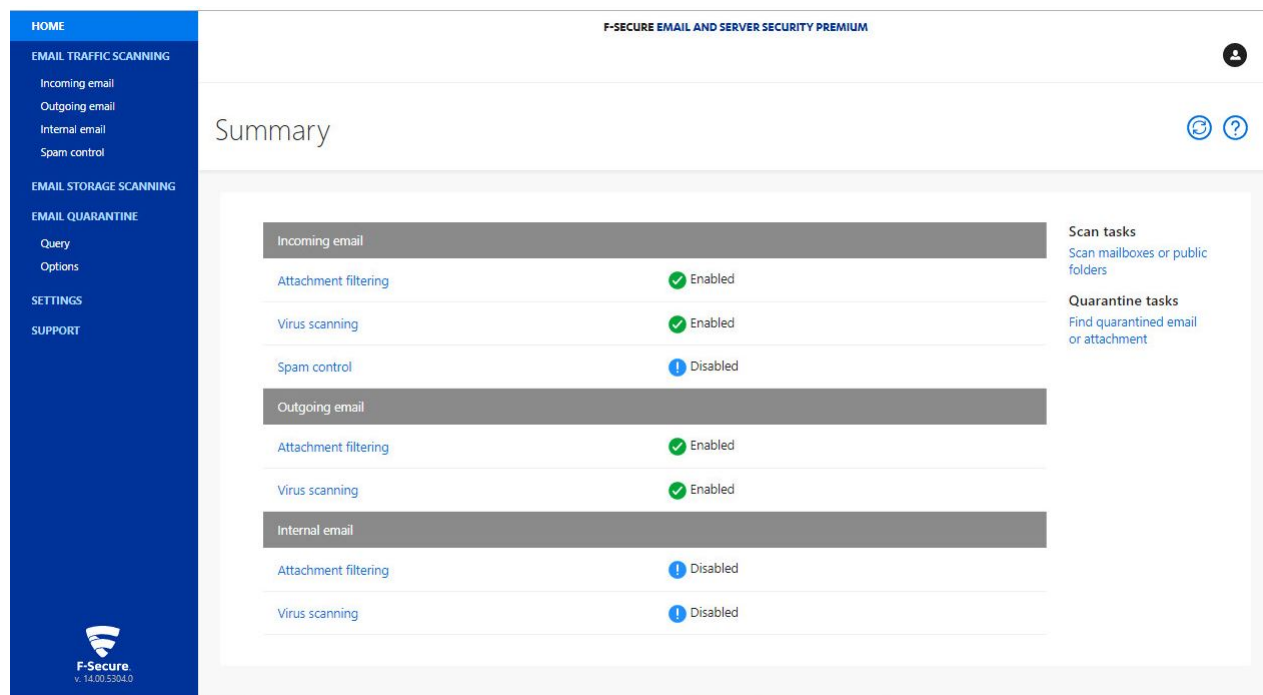 HOME
EMAIL TRAFFIC SCANNING
Incoming email
Outgoing email
Internal email
Spam control
EMAIL STORAGE SCANNING
EMAIL QUARANTINE
Query
Options
SETTINGS
SUPPORT
F-Secure.
v. 14.00.5304.0
F-SECURE EMAIL AND SERVER SECURITY PREMIUM
Summary
Incoming email
Attachment filtering Enabled
Virus scanning Enabled
Spam control Disabled
Outgoing email
Attachment filtering Enabled
Virus scanning Enabled
Internal email
Attachment filtering Disabled
Virus scanning Disabled
Scan tasks
Scan mailboxes or public
folders
Quarantine tasks
Find quarantined email
or attachment